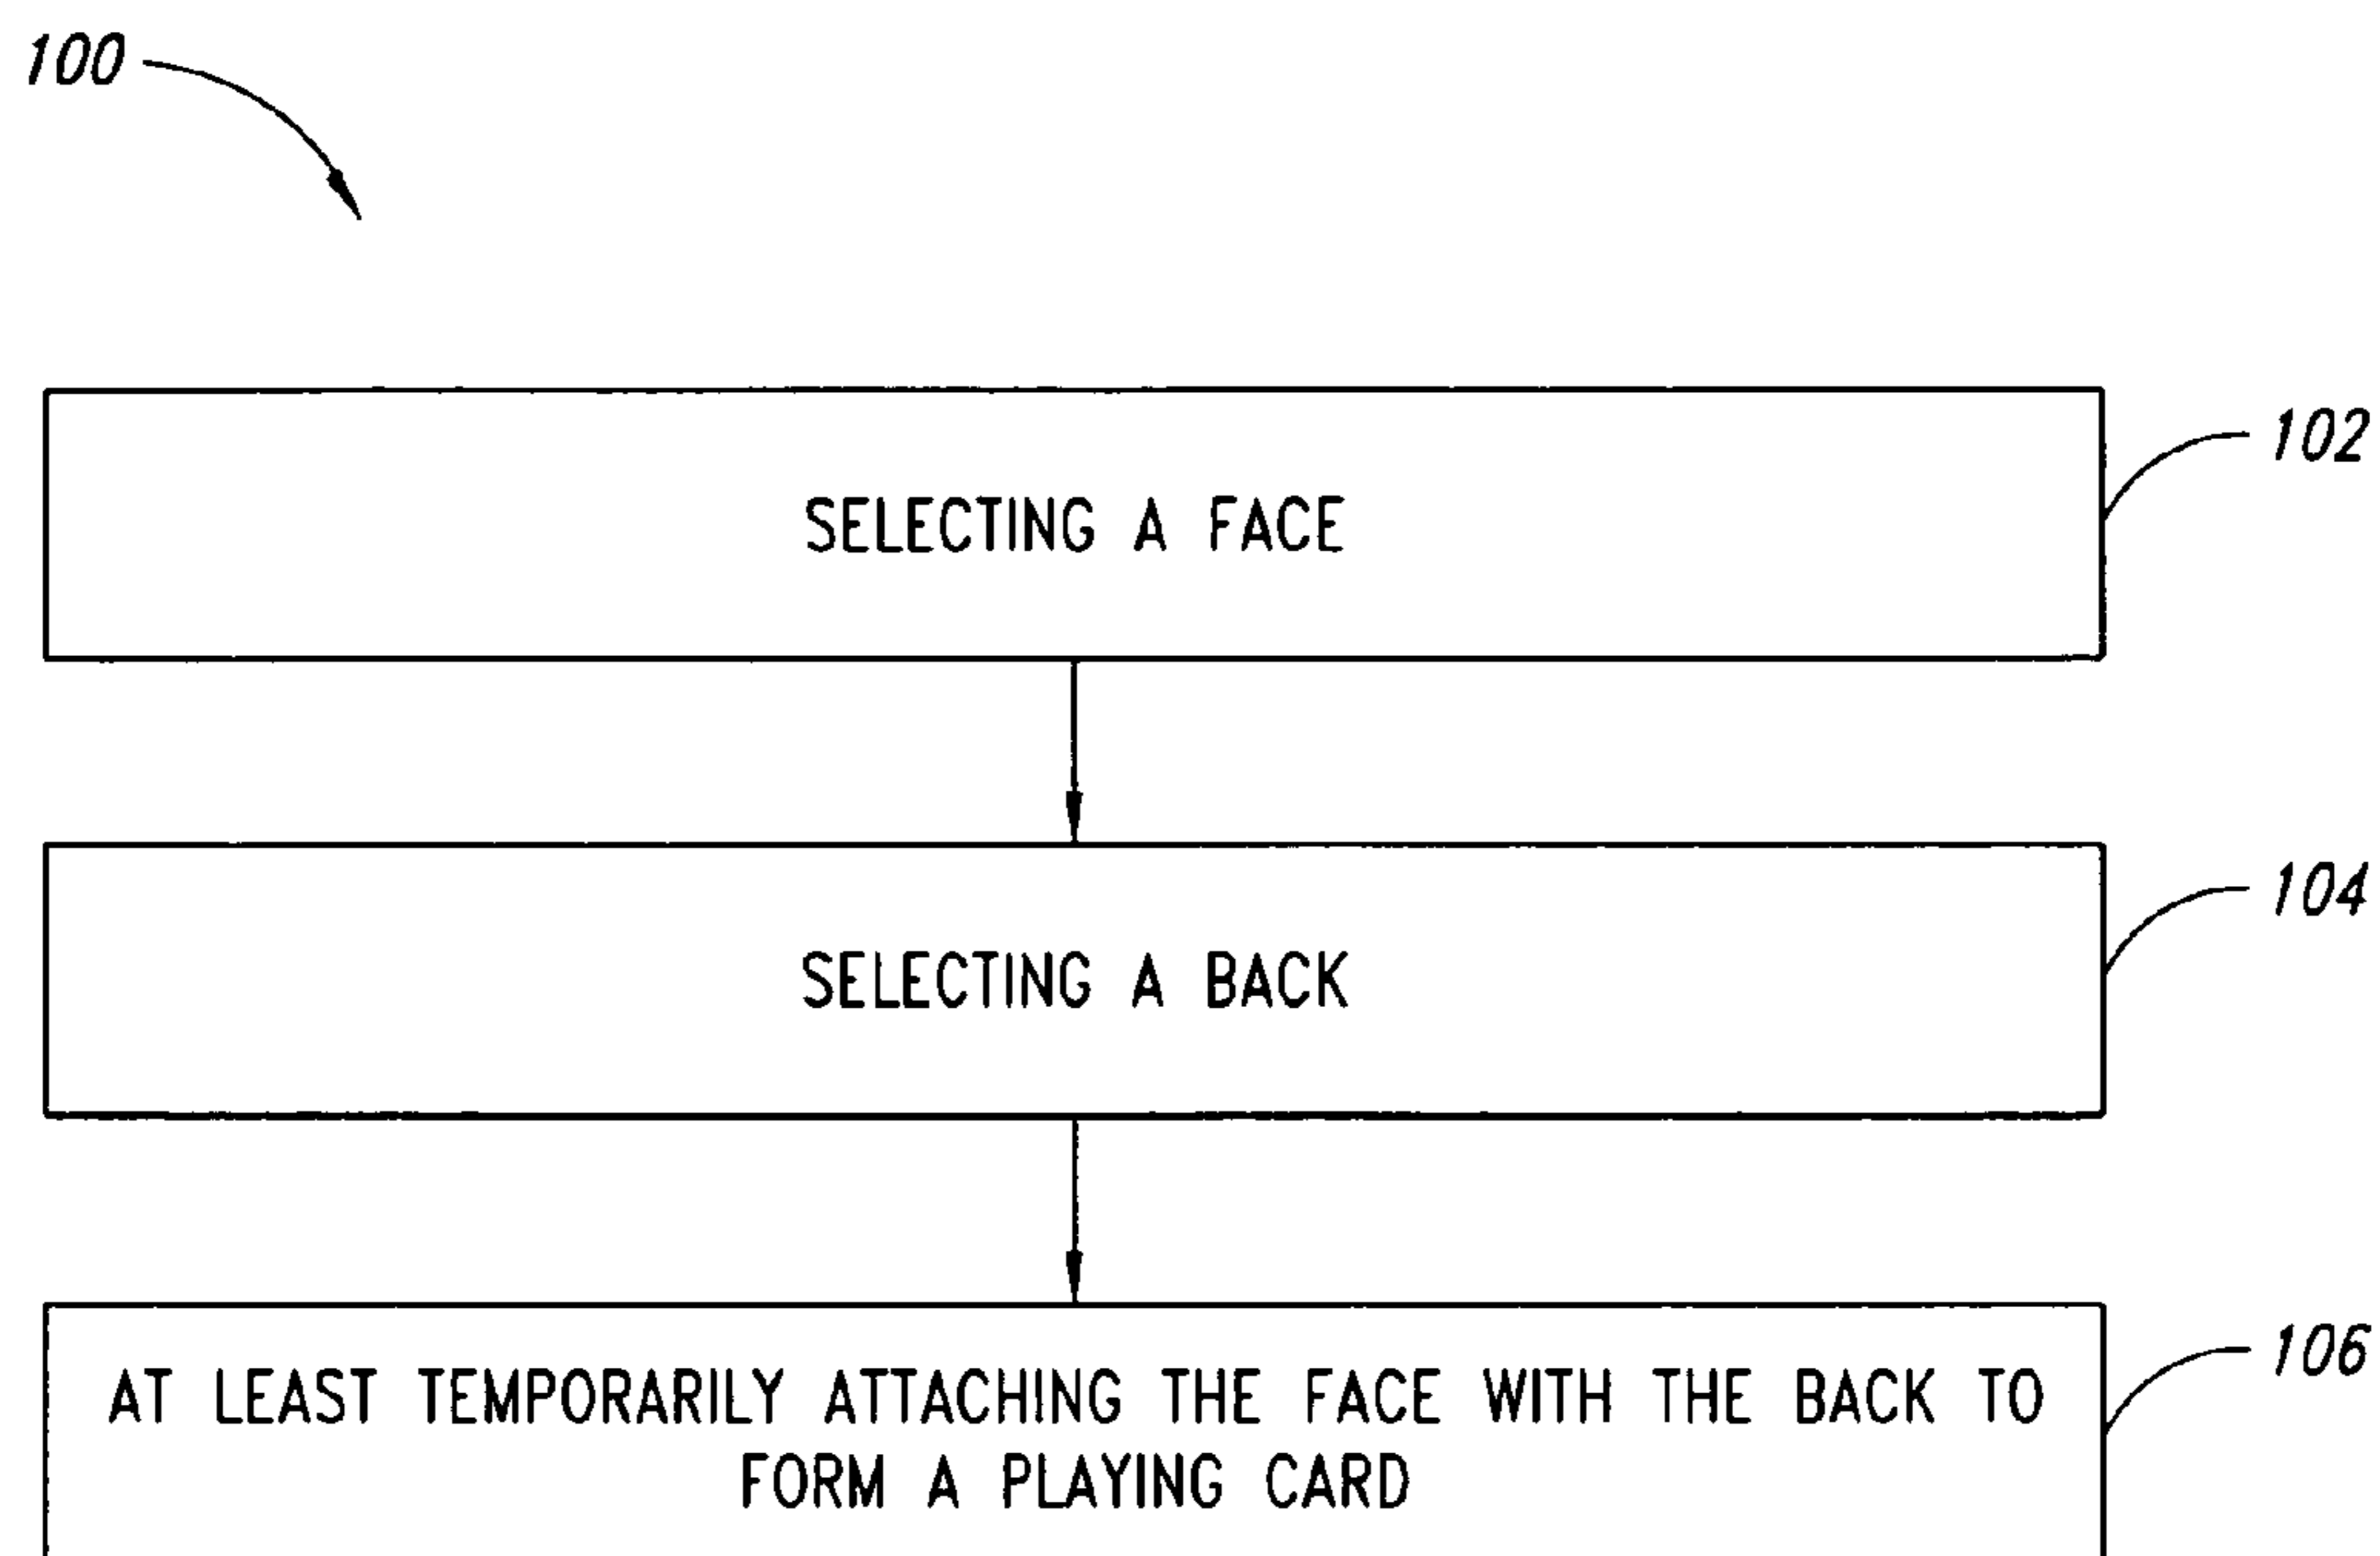 100
102
SELECTING A FACE
104
SELECTING A BACK
106
AT LEAST TEMPORARILY ATTACHING THE FACE WITH THE BACK TO
FORM A PLAYING CARD